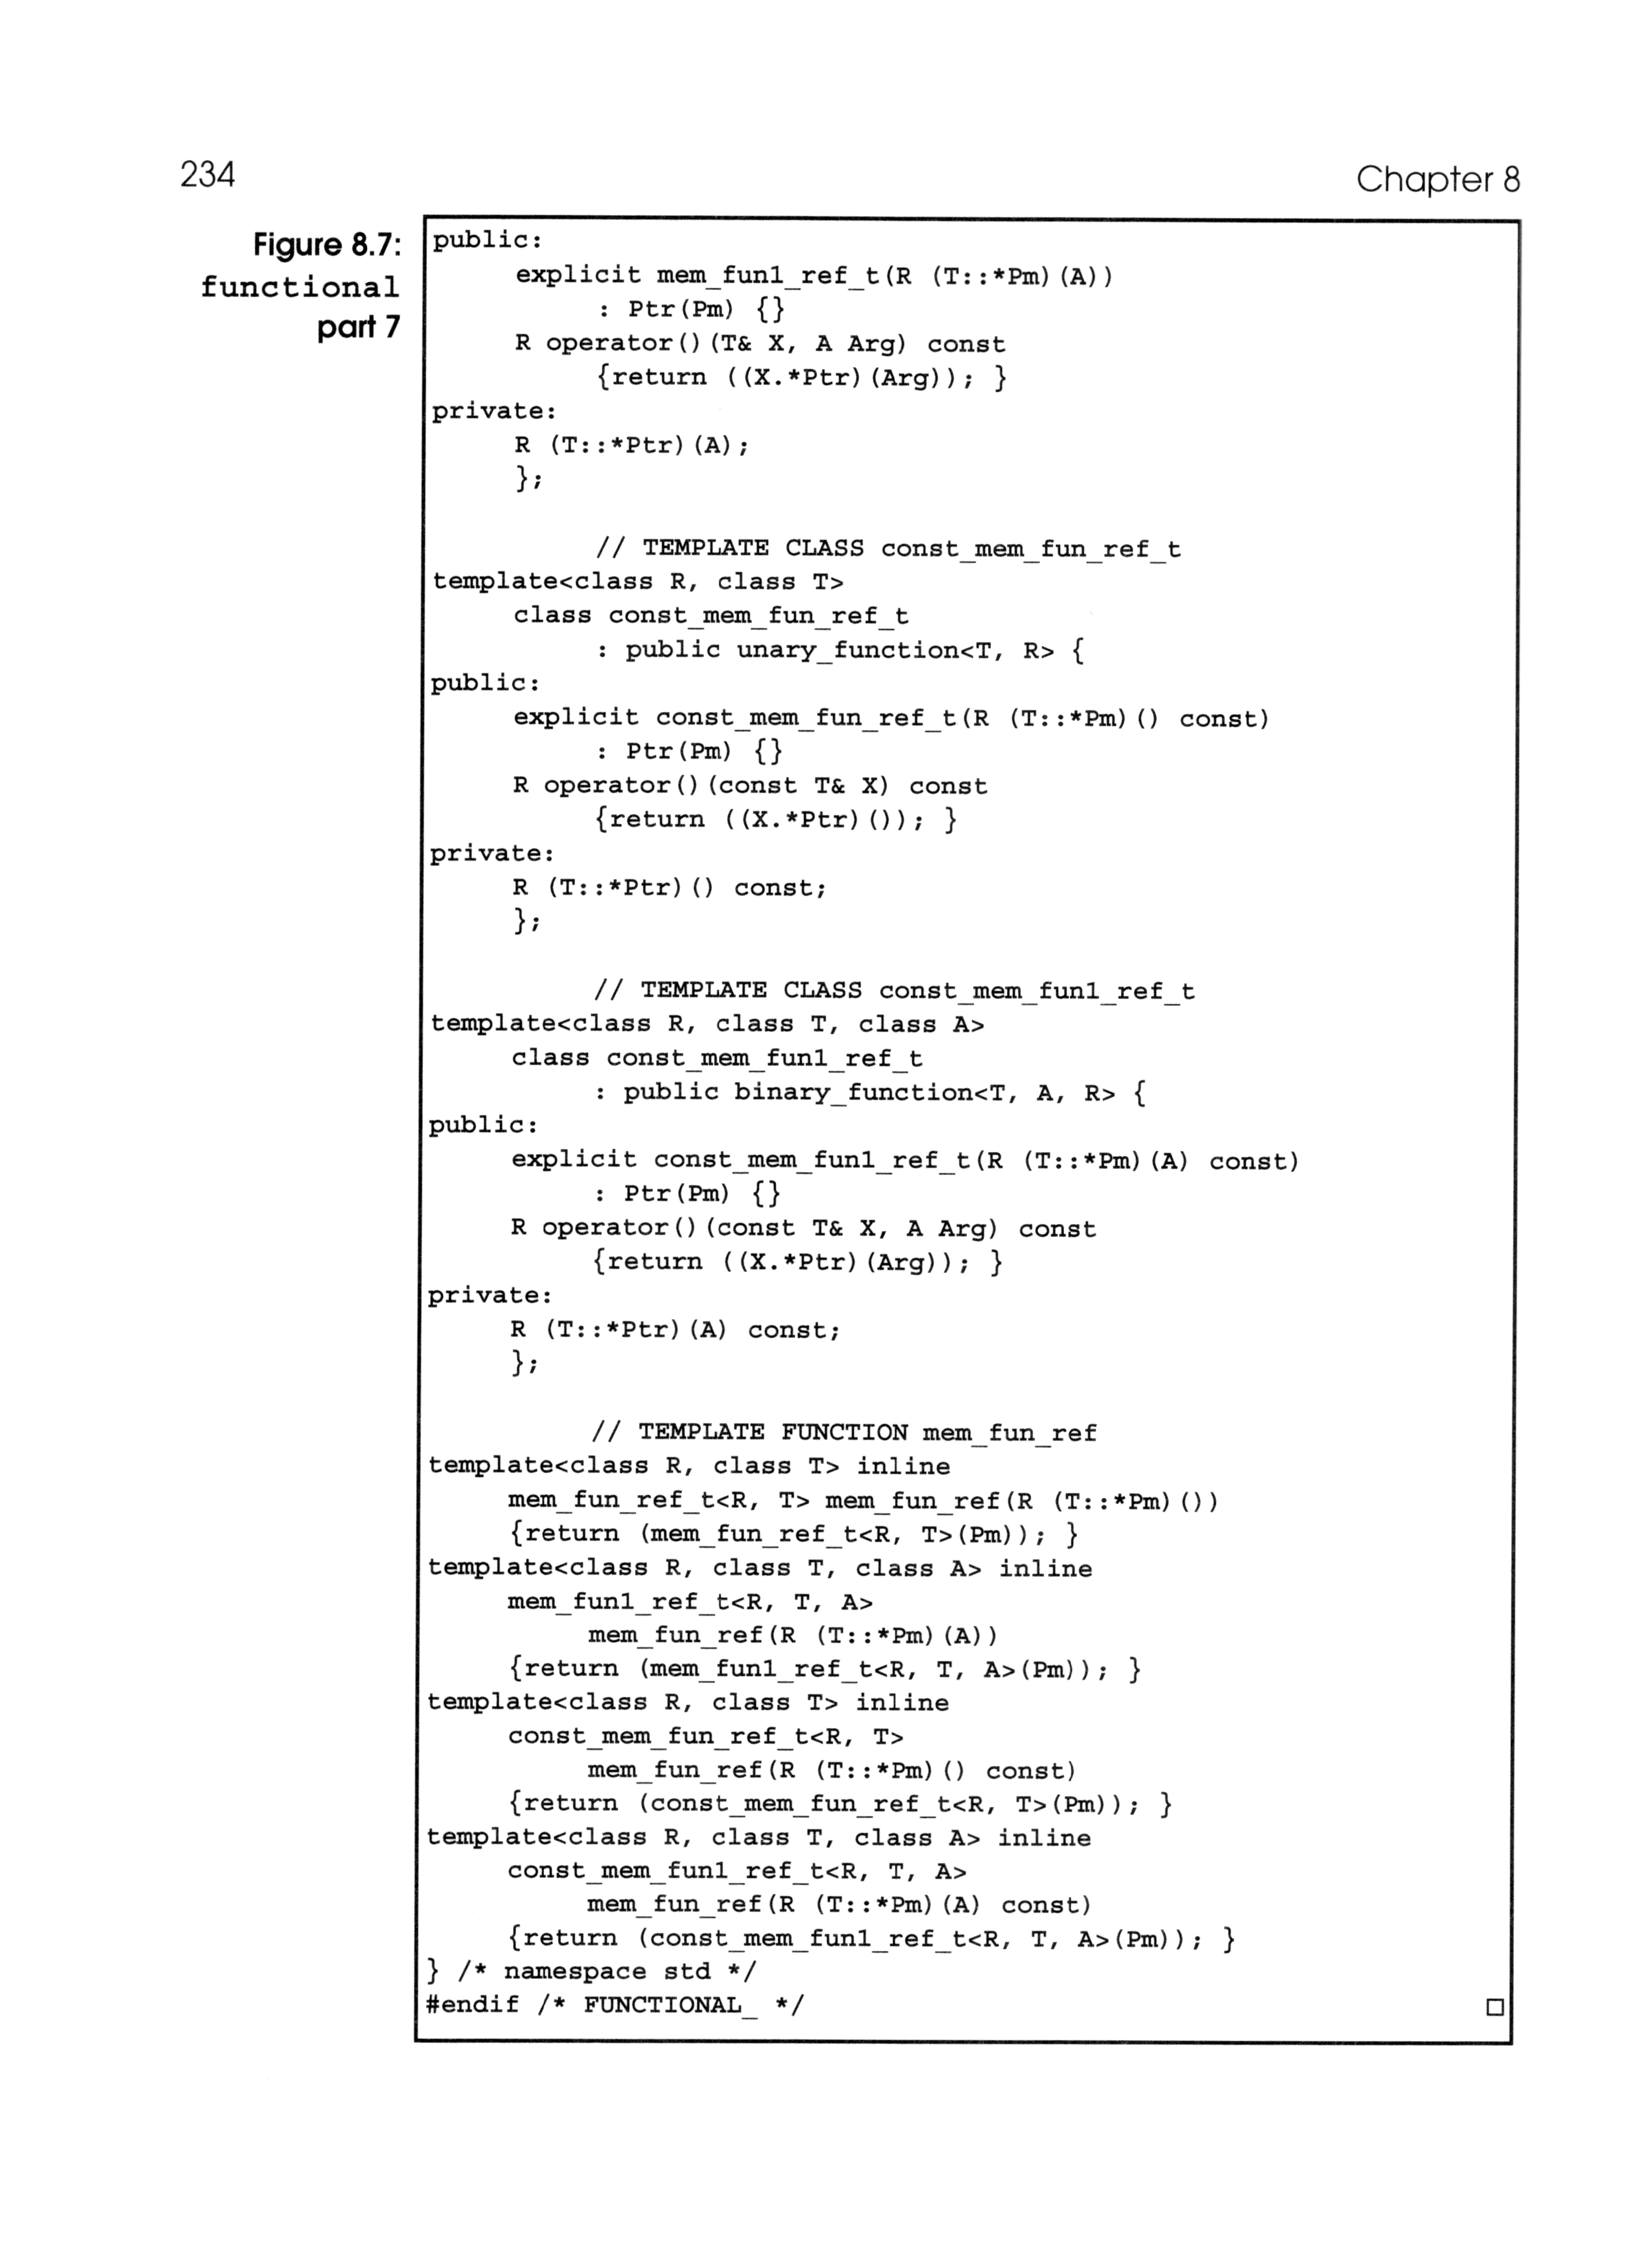 234
Chapter 8
Figure 8.7:
functional
part 7
public:
explicit mem_fun1_ref_t(R (T::*Pm)(A))
: Ptr(Pm) {}
R operator()(T& X, A Arg) const
{return ((X.*Ptr)(Arg)); }
private:
R (T::*Ptr)(A);
};
// TEMPLATE CLASS const_mem_fun_ref_t
template<class R, class T>
class const_mem_fun_ref_t
: public unary_function<T, R> {
public:
explicit const_mem_fun_ref_t(R (T::*Pm)() const)
: Ptr(Pm) {}
R operator()(const T& X) const
{return ((X.*Ptr)()); }
private:
R (T::*Ptr)() const;
};
// TEMPLATE CLASS const_mem_fun1_ref_t
template<class R, class T, class A>
class const_mem_fun1_ref_t
: public binary_function<T, A, R> {
public:
explicit const_mem_fun1_ref_t(R (T::*Pm)(A) const)
: Ptr(Pm) {}
R operator()(const T& X, A Arg) const
{return ((X.*Ptr)(Arg)); }
private:
R (T::*Ptr)(A) const;
};
// TEMPLATE FUNCTION mem_fun_ref
template<class R, class T> inline
mem_fun_ref_t<R, T> mem_fun_ref(R (T::*Pm)())
{return (mem_fun_ref_t<R, T>(Pm)); }
template<class R, class T, class A> inline
mem_fun1_ref_t<R, T, A>
mem_fun_ref(R (T::*Pm)(A))
{return (mem_fun1_ref_t<R, T, A>(Pm)); }
template<class R, class T> inline
const_mem_fun_ref_t<R, T>
mem_fun_ref(R (T::*Pm)() const)
{return (const_mem_fun_ref_t<R, T>(Pm)); }
template<class R, class T, class A> inline
const_mem_fun1_ref_t<R, T, A>
mem_fun_ref(R (T::*Pm)(A) const)
{return (const_mem_fun1_ref_t<R, T, A>(Pm)); }
} /* namespace std */
#endif /* FUNCTIONAL_ */ □